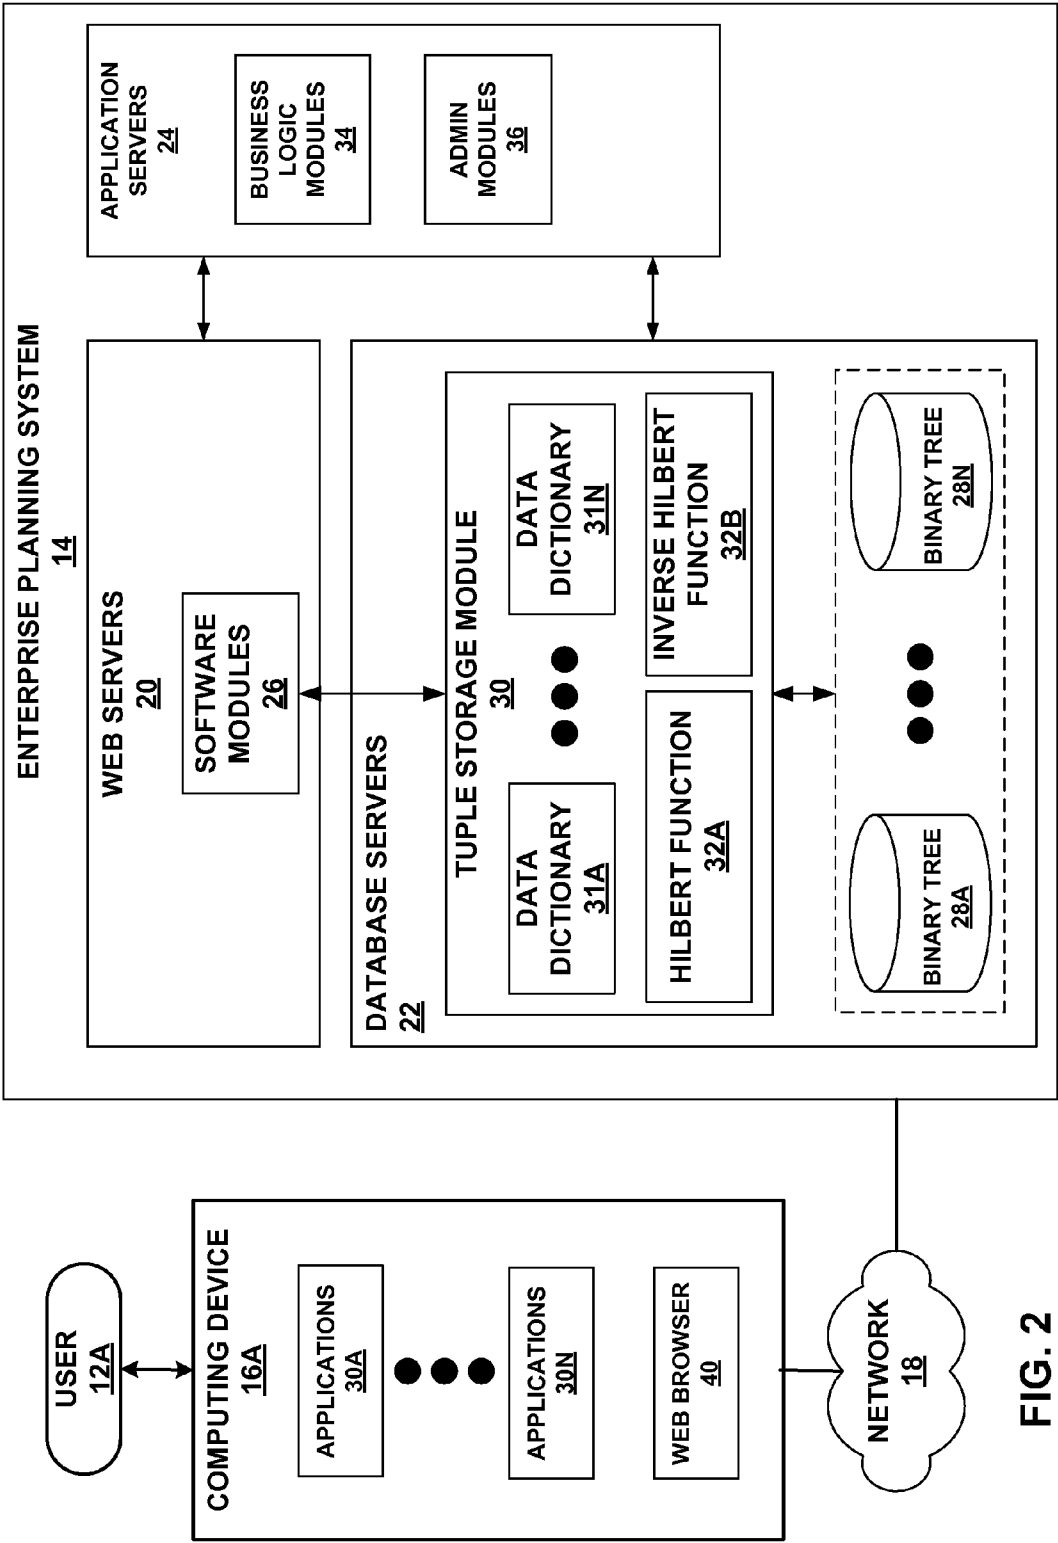 USER
12A
COMPUTING DEVICE
16A
APPLICATIONS
30A
APPLICATIONS
30N
WEB BROWSER
40
NETWORK
18
ENTERPRISE PLANNING SYSTEM
14
WEB SERVERS
20
SOFTWARE
MODULES
26
DATABASE SERVERS
22
TUPLE STORAGE MODULE
30
DATA
DICTIONARY
31A
DATA
DICTIONARY
31N
HILBERT FUNCTION
32A
INVERSE HILBERT
FUNCTION
32B
BINARY TREE
28A
BINARY TREE
28N
APPLICATION
SERVERS
24
BUSINESS
LOGIC
MODULES
34
ADMIN
MODULES
36
FIG. 2